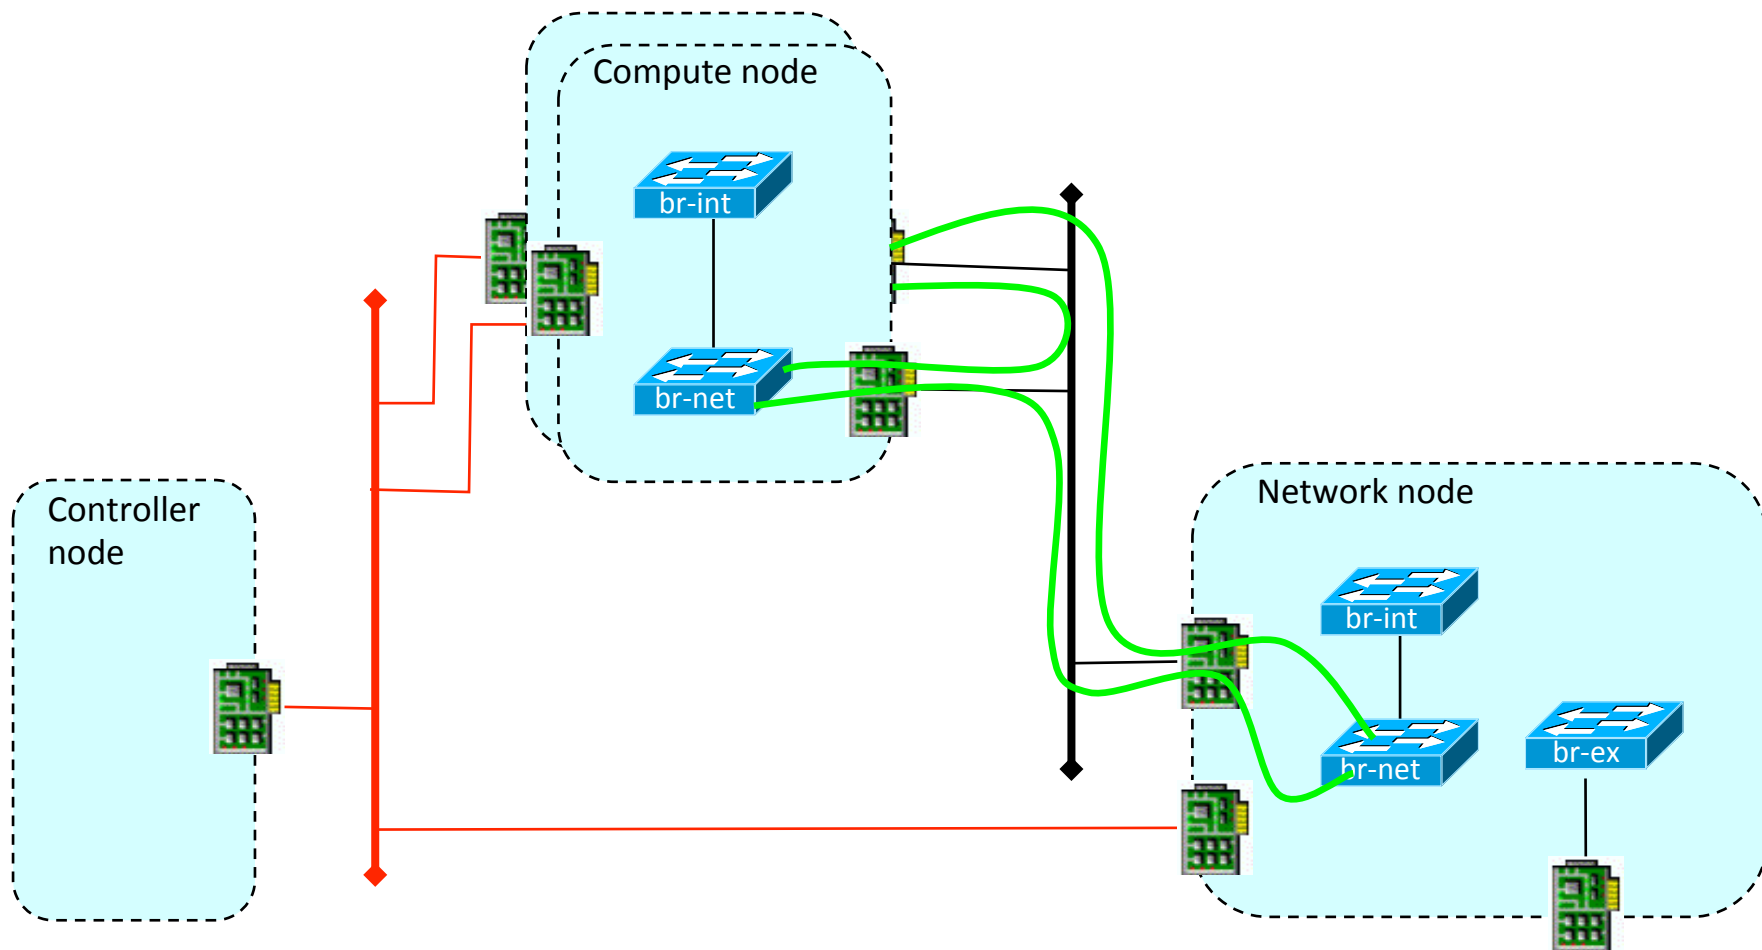 Compute node
br-int
br-net
Controller
node
Network node
br-int
br-net
br-ex